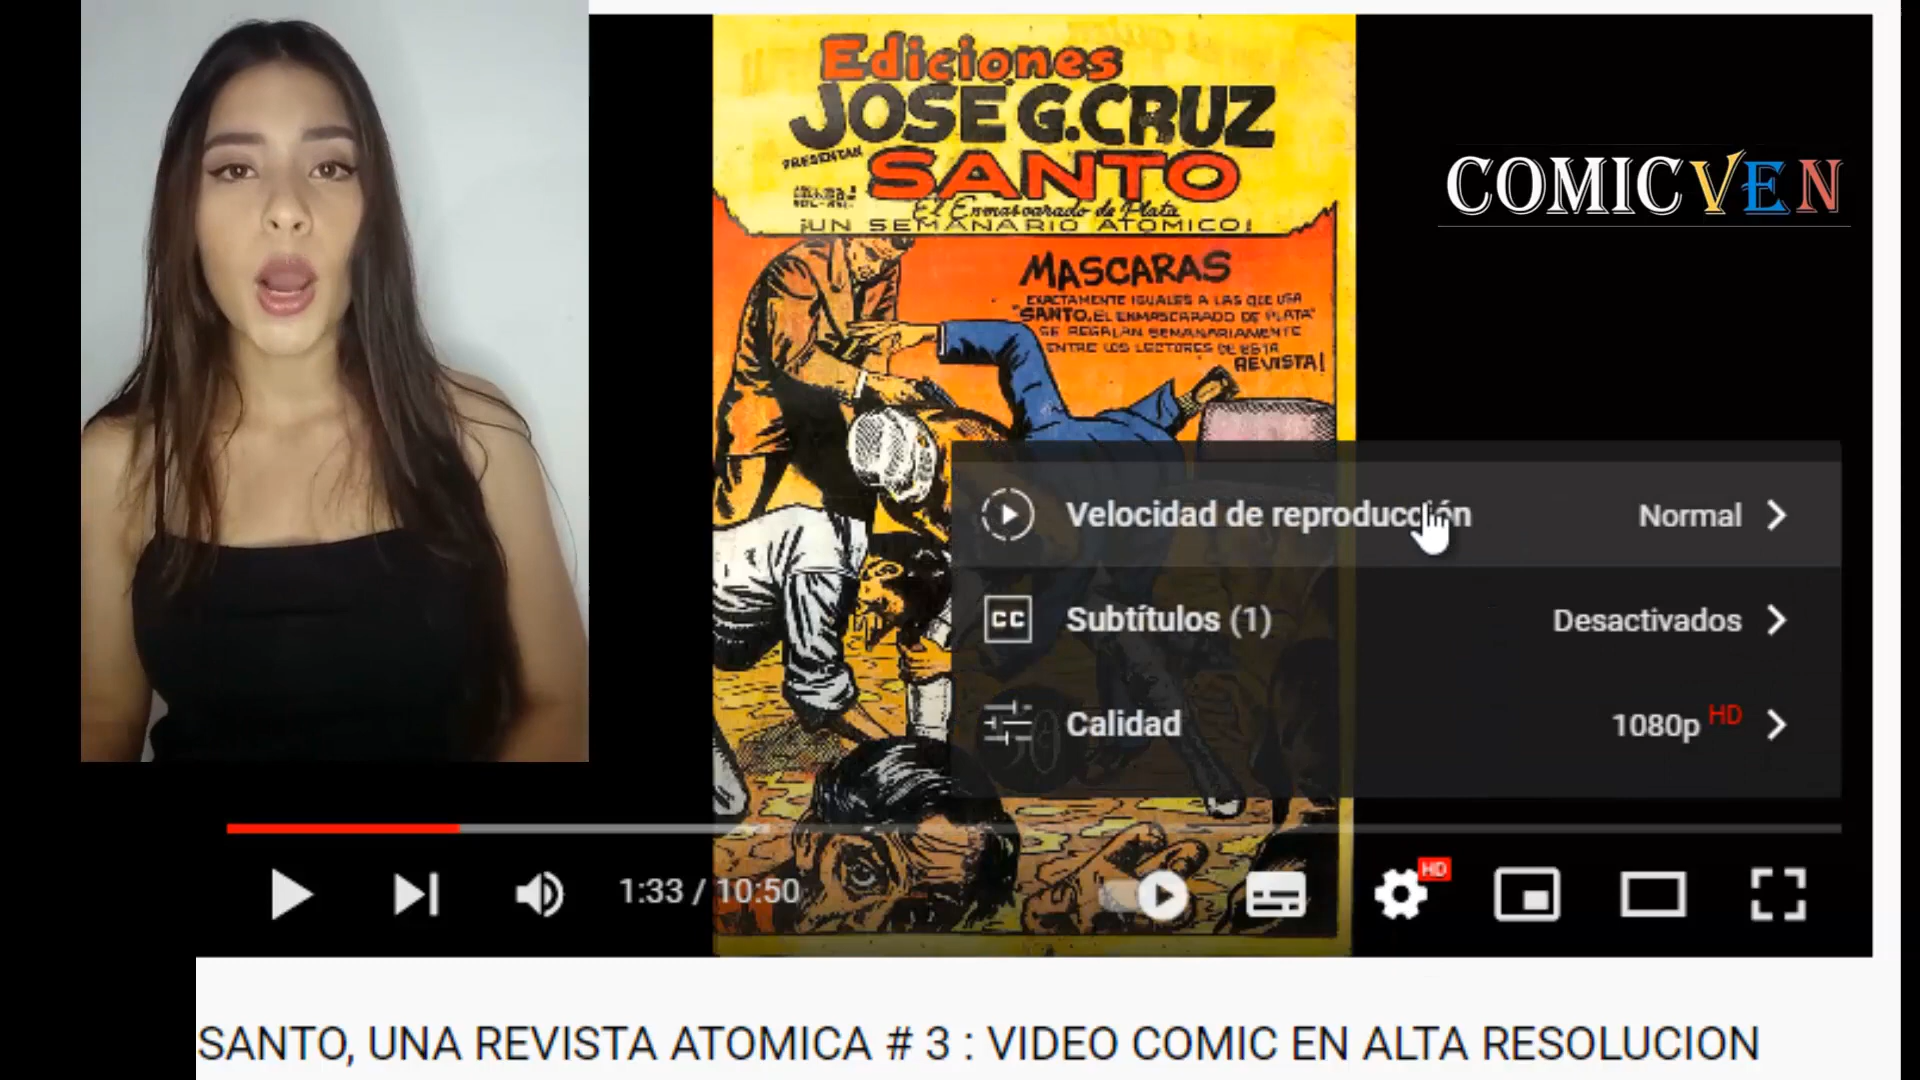 Ediciones
JOSE G. CRUZ
PRESENTAN
SANTO
El Enmascarado de Plata
¡UN SEMANARIO ATOMICO!
COMICVEN
MASCARAS
EXACTAMENTE IGUALES A LAS QUE USA
"SANTO, EL ENMASCARADO DE PLATA"
SE REGALAN SEMANARIAMENTE
ENTRE LOS LECTORES DE ESTA
REVISTA!
Velocidad de reproducción Normal
CC Subtítulos (1) Desactivados
Calidad 1080p HD
1:33 / 10:50
HD
SANTO, UNA REVISTA ATOMICA # 3 : VIDEO COMIC EN ALTA RESOLUCION